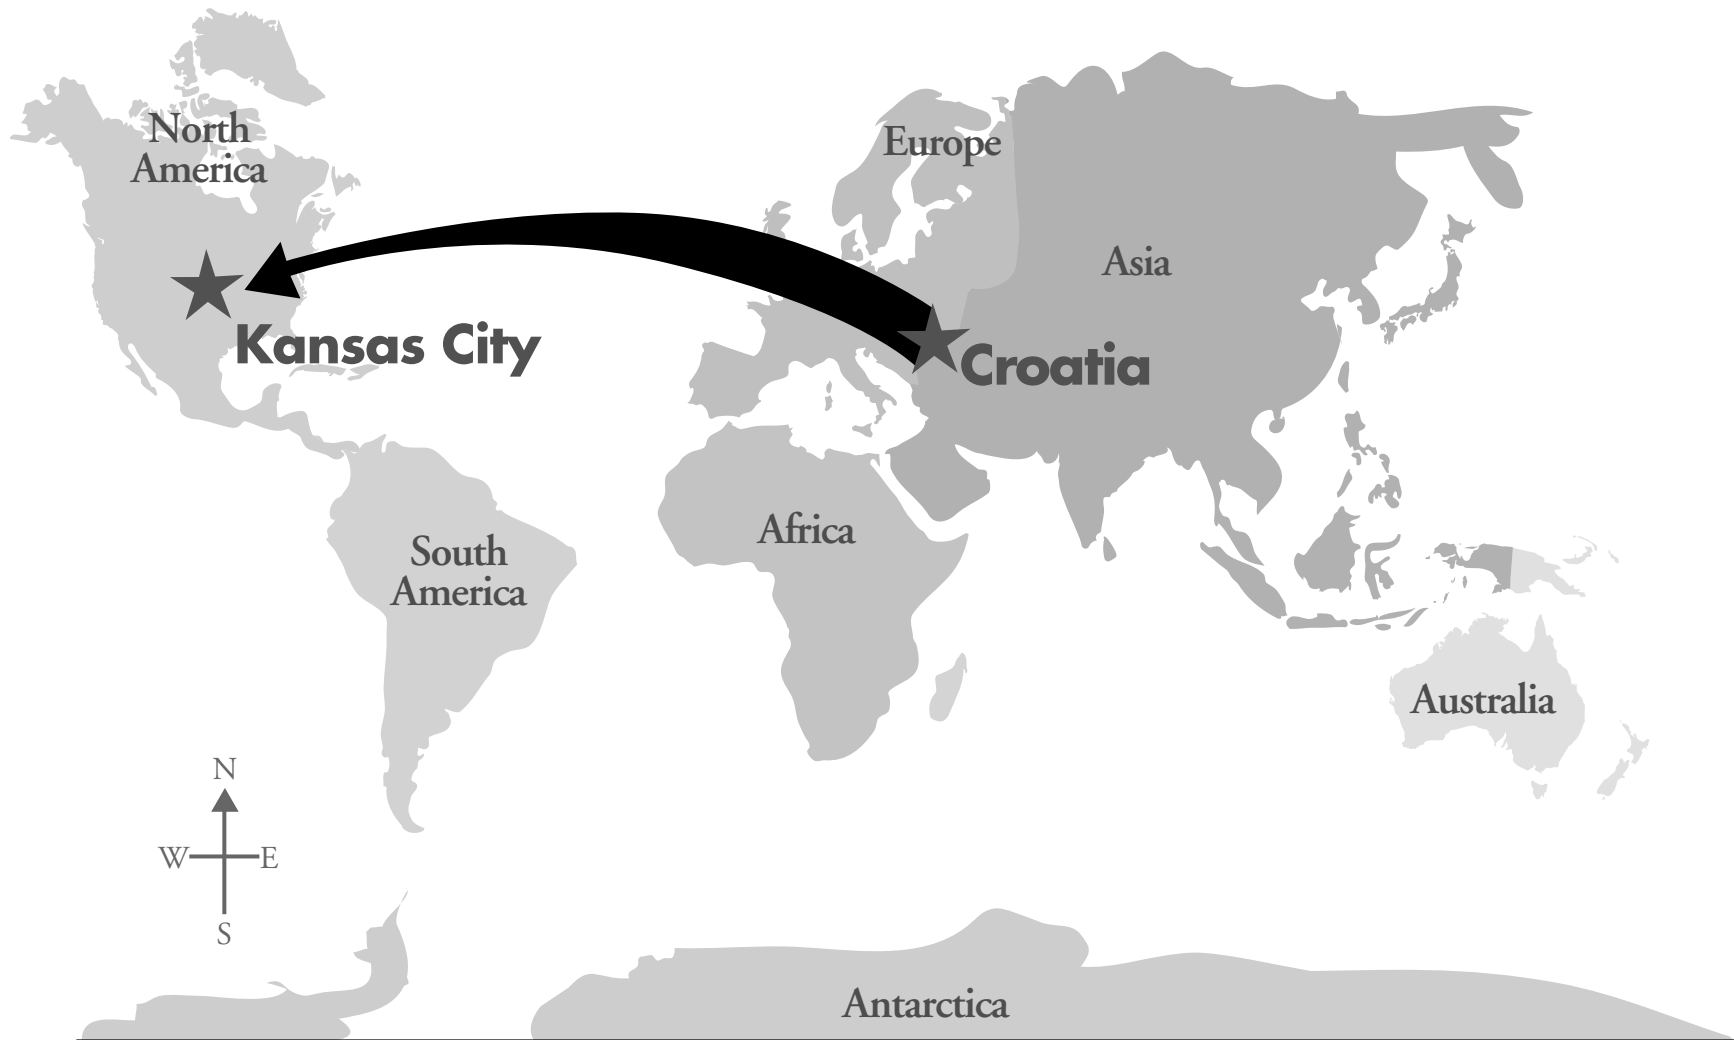 North
America
Europe
Asia
Kansas City
Croatia
Africa
South
America
Australia
N
W E
S
Antarctica